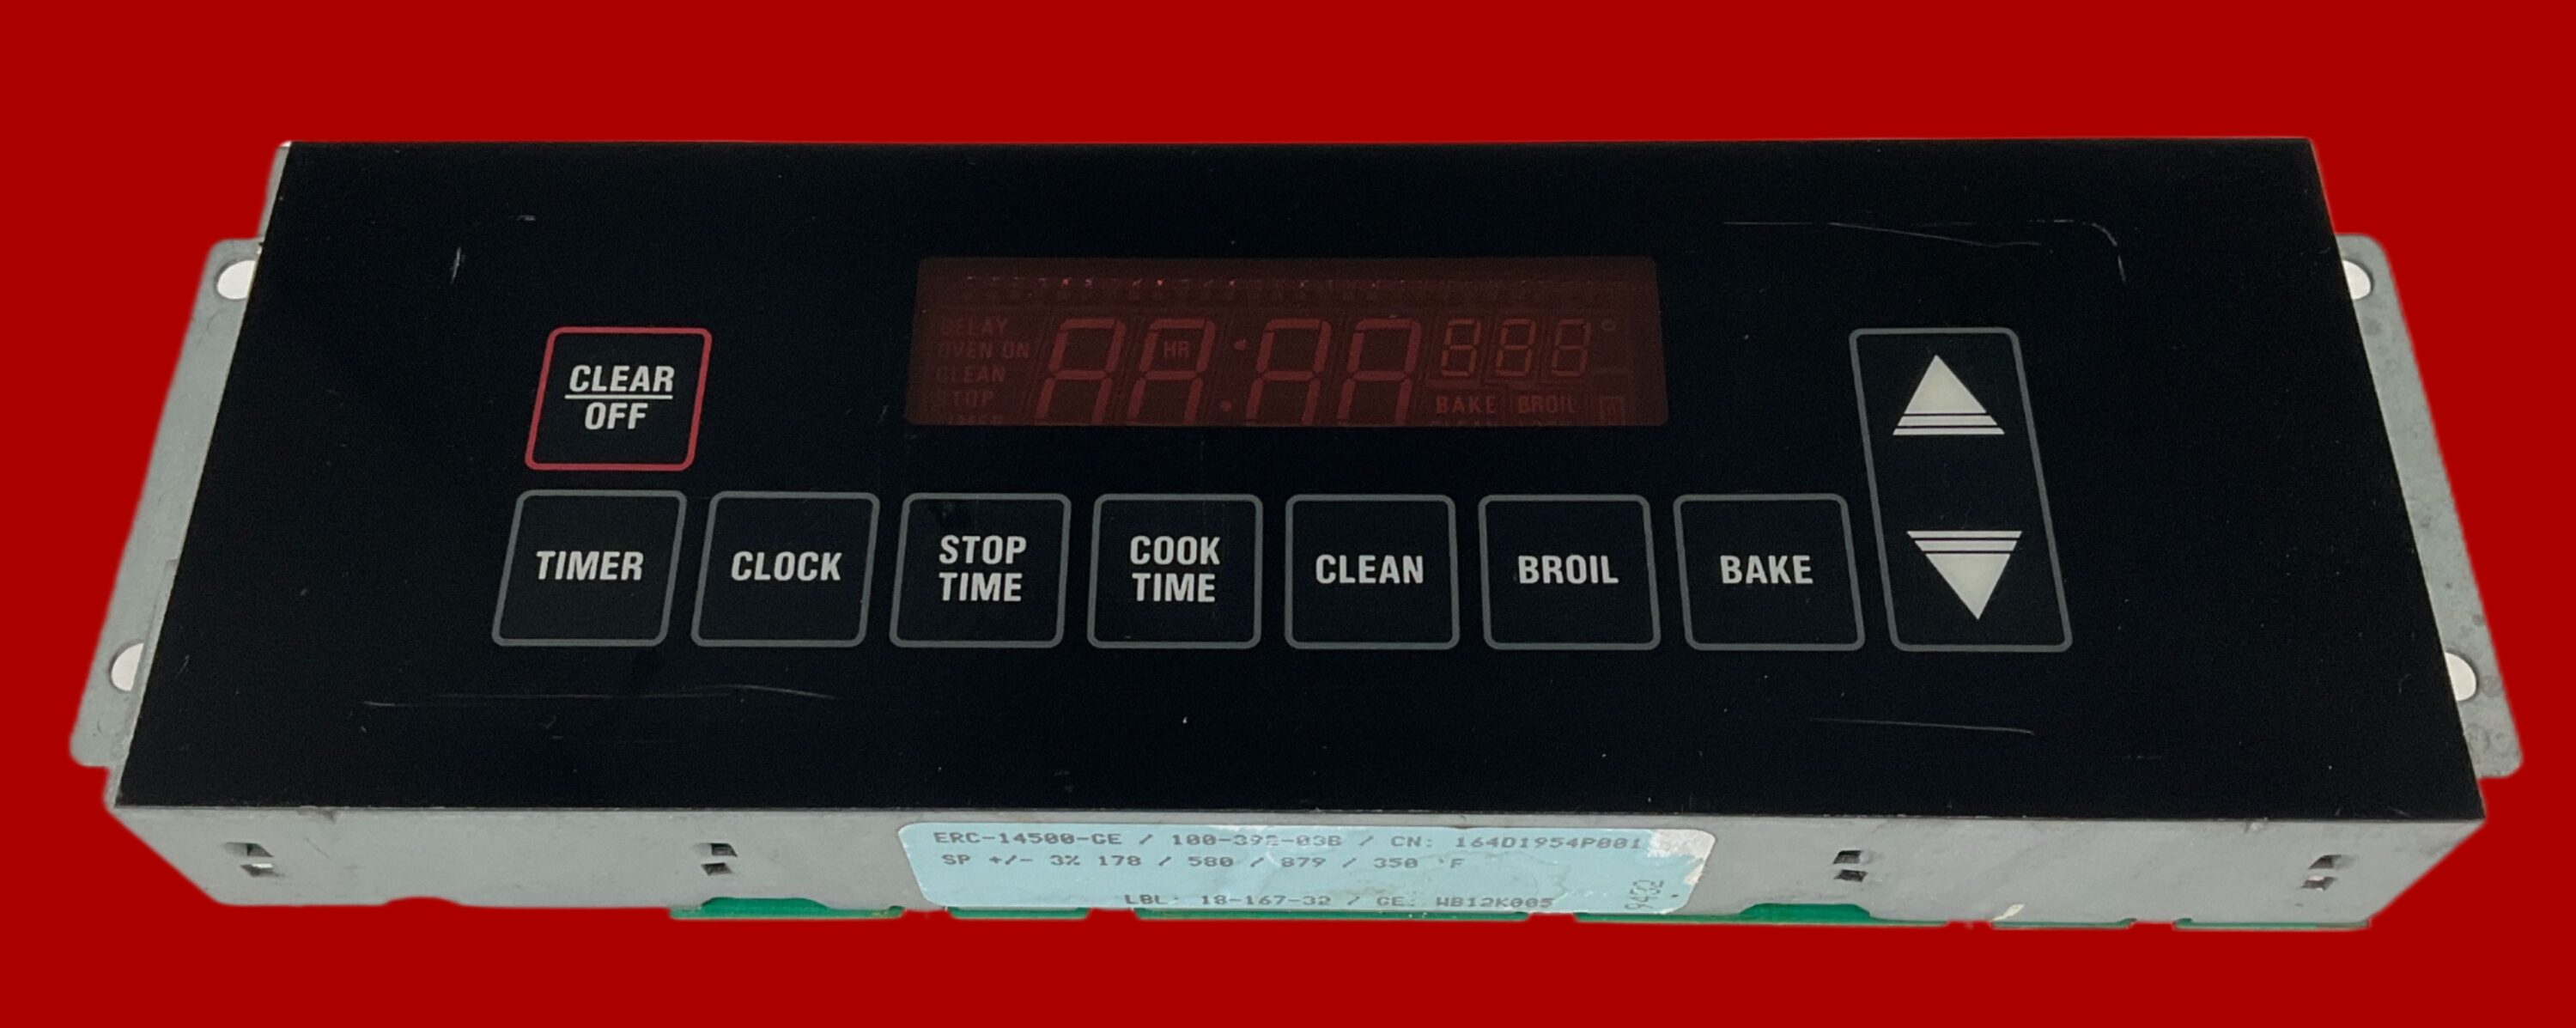 DELAY
OVEN ON
CLEAN
STOP
TIMER
HR
BAKE BROIL
CLEAR
OFF
TIMER
CLOCK
STOP
TIME
COOK
TIME
CLEAN
BROIL
BAKE
ERC-14500-GE / 100-392-03B / CN: 164D1954P001
SP +/- 3% 178 / 580 / 879 / 350 °F
LBL: 18-167-32 / GE: WB12K005